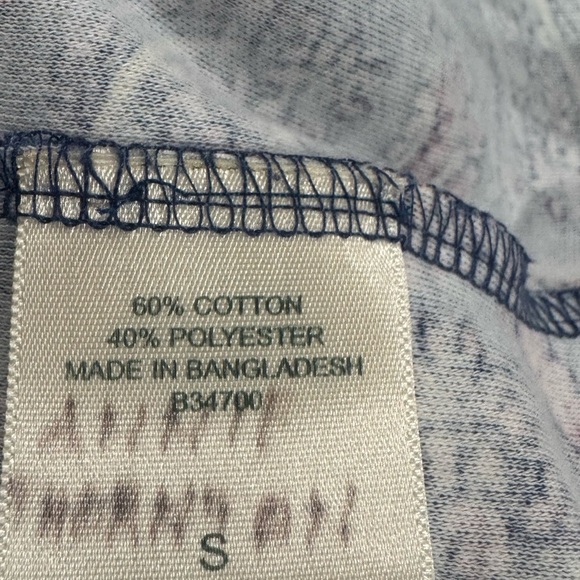 60% COTTON
40% POLYESTER
MADE IN BANGLADESH
B34700
S